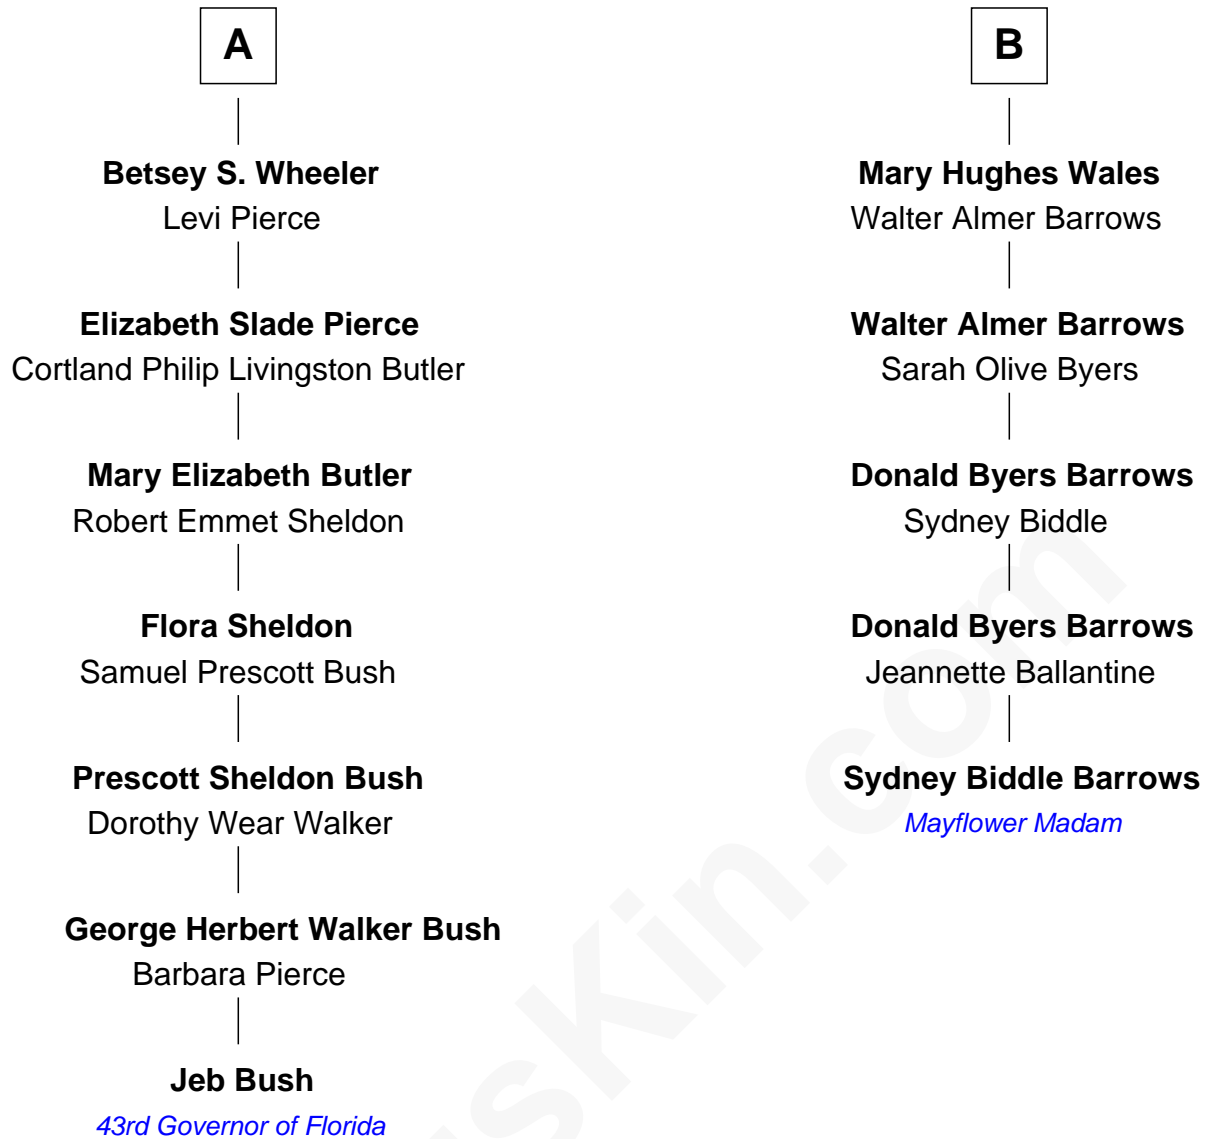 A
Betsey S. Wheeler
Levi Pierce
Elizabeth Slade Pierce
Cortland Philip Livingston Butler
Mary Elizabeth Butler
Robert Emmet Sheldon
Flora Sheldon
Samuel Prescott Bush
Prescott Sheldon Bush
Dorothy Wear Walker
George Herbert Walker Bush
Barbara Pierce
Jeb Bush
43rd Governor of Florida
B
Mary Hughes Wales
Walter Almer Barrows
Walter Almer Barrows
Sarah Olive Byers
Donald Byers Barrows
Sydney Biddle
Donald Byers Barrows
Jeannette Ballantine
Sydney Biddle Barrows
Mayflower Madam